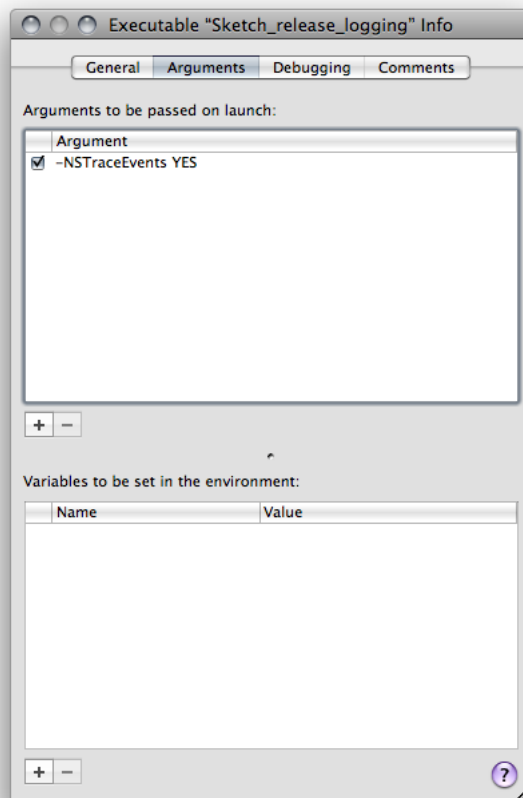 Executable “Sketch_release_logging” Info
General Arguments Debugging Comments
Arguments to be passed on launch:
Argument
-NSTraceEvents YES
+ −
Variables to be set in the environment:
Name Value
+ −
?